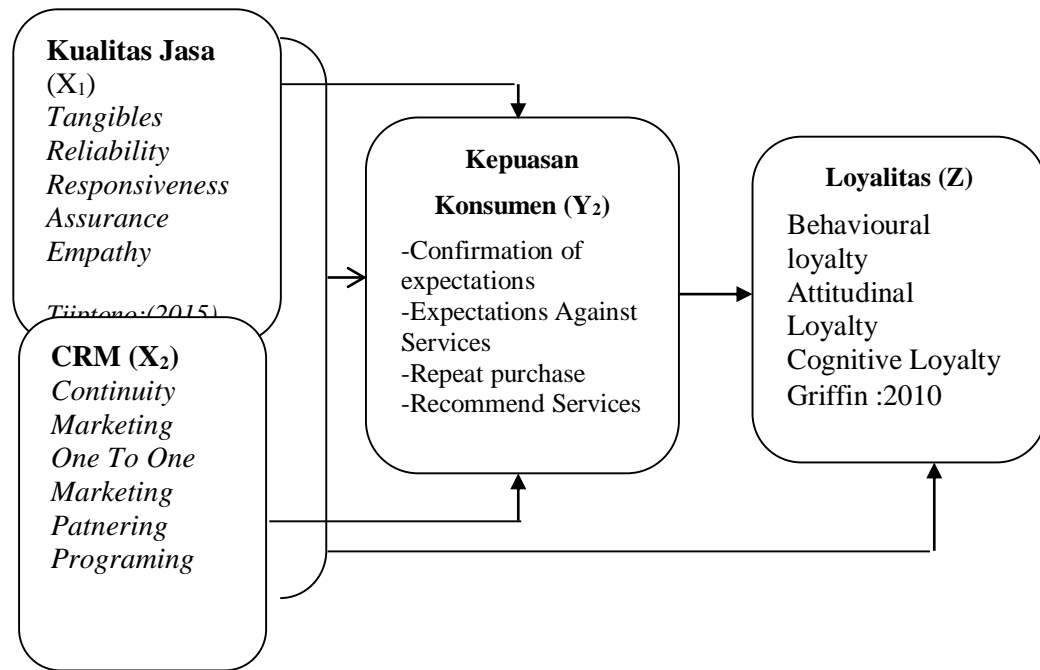 Kualitas Jasa
(X₁)
Tangibles
Reliability
Responsiveness
Assurance
Empathy
Tjiptono:(2015)
CRM (X₂)
Continuity
Marketing
One To One
Marketing
Patnering
Programing
Kepuasan
Konsumen (Y₂)
-Confirmation of
expectations
-Expectations Against
Services
-Repeat purchase
-Recommend Services
Loyalitas (Z)
Behavioural
loyalty
Attitudinal
Loyalty
Cognitive Loyalty
Griffin :2010